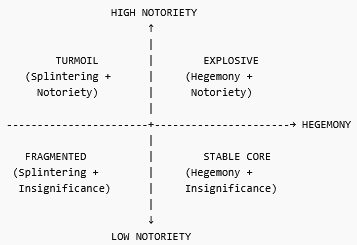 HIGH NOTORIETY
TURMOIL EXPLOSIVE
(Splintering + (Hegemony +
Notoriety) Notoriety)
HEGEMONY
FRAGMENTED STABLE CORE
(Splintering + (Hegemony +
Insignificance) Insignificance)
LOW NOTORIETY